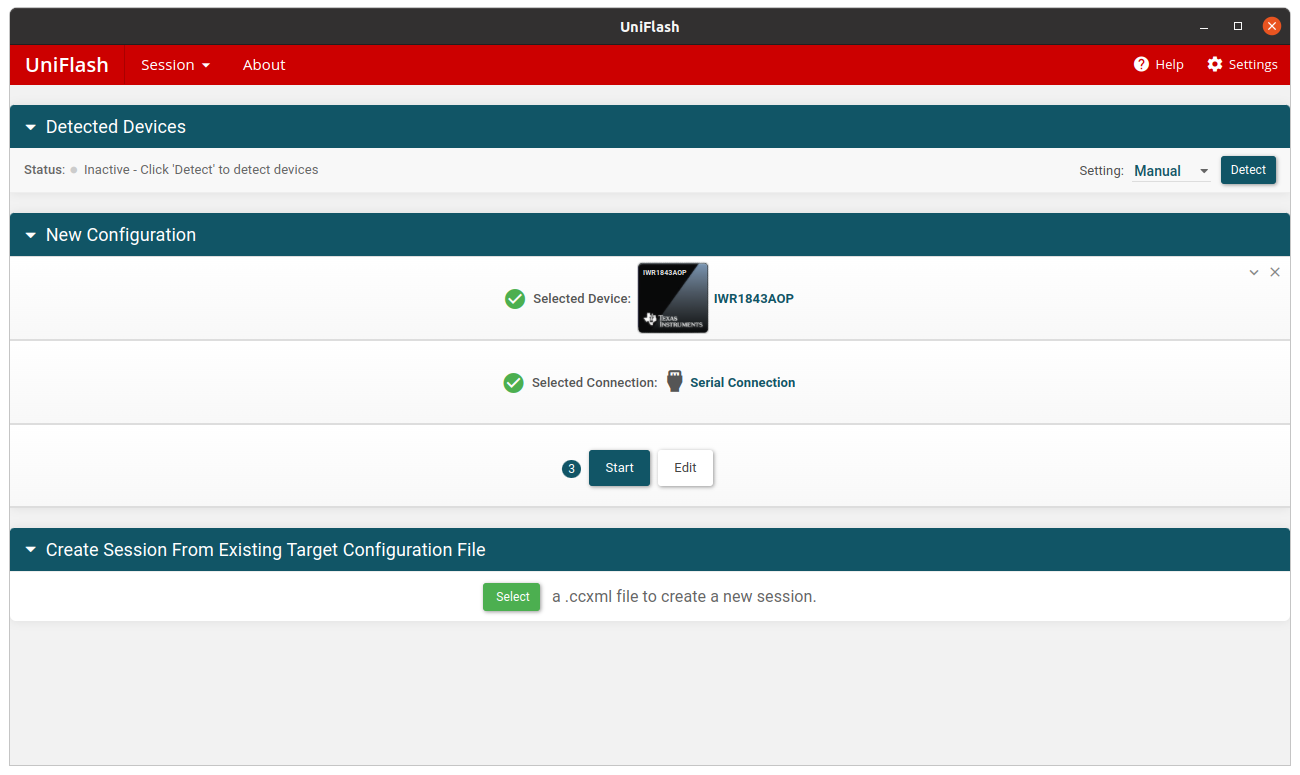 UniFlash
UniFlash Session About Help Settings
Detected Devices
Status: Inactive - Click 'Detect' to detect devices Setting: Manual Detect
New Configuration
IWR1843AOP
TEXAS
INSTRUMENTS
Selected Device: IWR1843AOP
Selected Connection: Serial Connection
3 Start Edit
Create Session From Existing Target Configuration File
Select a .ccxml file to create a new session.